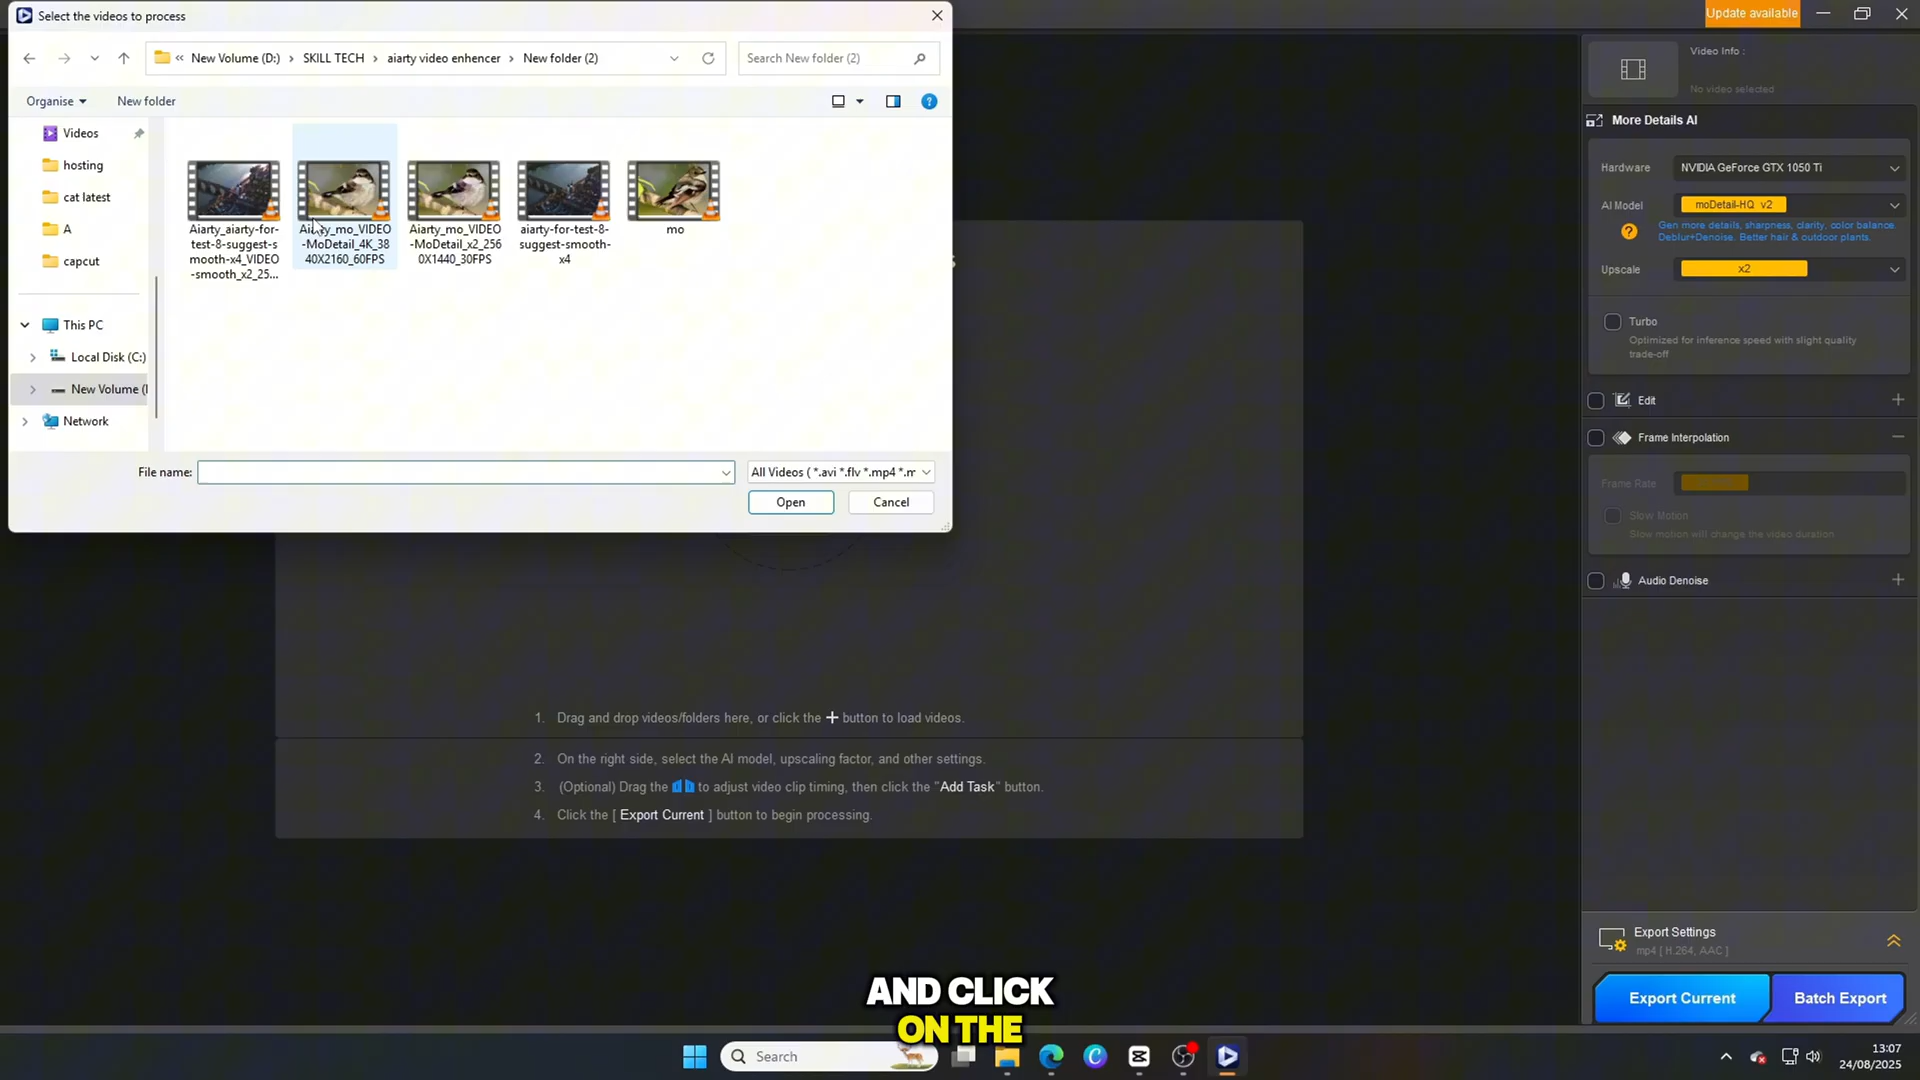 Select the videos to process
Update available
« New Volume (D:) › SKILL TECH › aiarty video enhencer › New folder (2)
Search New folder (2)
Organise
New folder
Videos
hosting
cat latest
A
capcut
This PC
Local Disk (C:)
New Volume (
Network
Aiarty_aiarty-for-
test-8-suggest-s
mooth-x4_VIDEO
-smooth_x2_25...
Aiarty_mo_VIDEO
-MoDetail_4K_38
40X2160_60FPS
Aiarty_mo_VIDEO
-MoDetail_x2_256
0X1440_30FPS
aiarty-for-test-8-
suggest-smooth-
x4
mo
File name:
All Videos ( *.avi *.flv *.mp4 *.m
Open
Cancel
1. Drag and drop videos/folders here, or click the + button to load videos.
2. On the right side, select the AI model, upscaling factor, and other settings.
3. (Optional) Drag the to adjust video clip timing, then click the "Add Task" button.
4. Click the [ Export Current ] button to begin processing.
Video Info :
No video selected
More Details AI
Hardware
NVIDIA GeForce GTX 1050 Ti
AI Model
moDetail-HQ v2
Gen more details, sharpness, clarity, color balance.
Deblur+Denoise. Better hair & outdoor plants.
Upscale
x2
Turbo
Optimized for inference speed with slight quality
trade-off
Edit
Frame Interpolation
Frame Rate
Slow Motion
Slow motion will change the video duration
Audio Denoise
Export Settings
mp4 [ H.264, AAC ]
Export Current
Batch Export
AND CLICK
ON THE
Search
13:07
24/08/2025